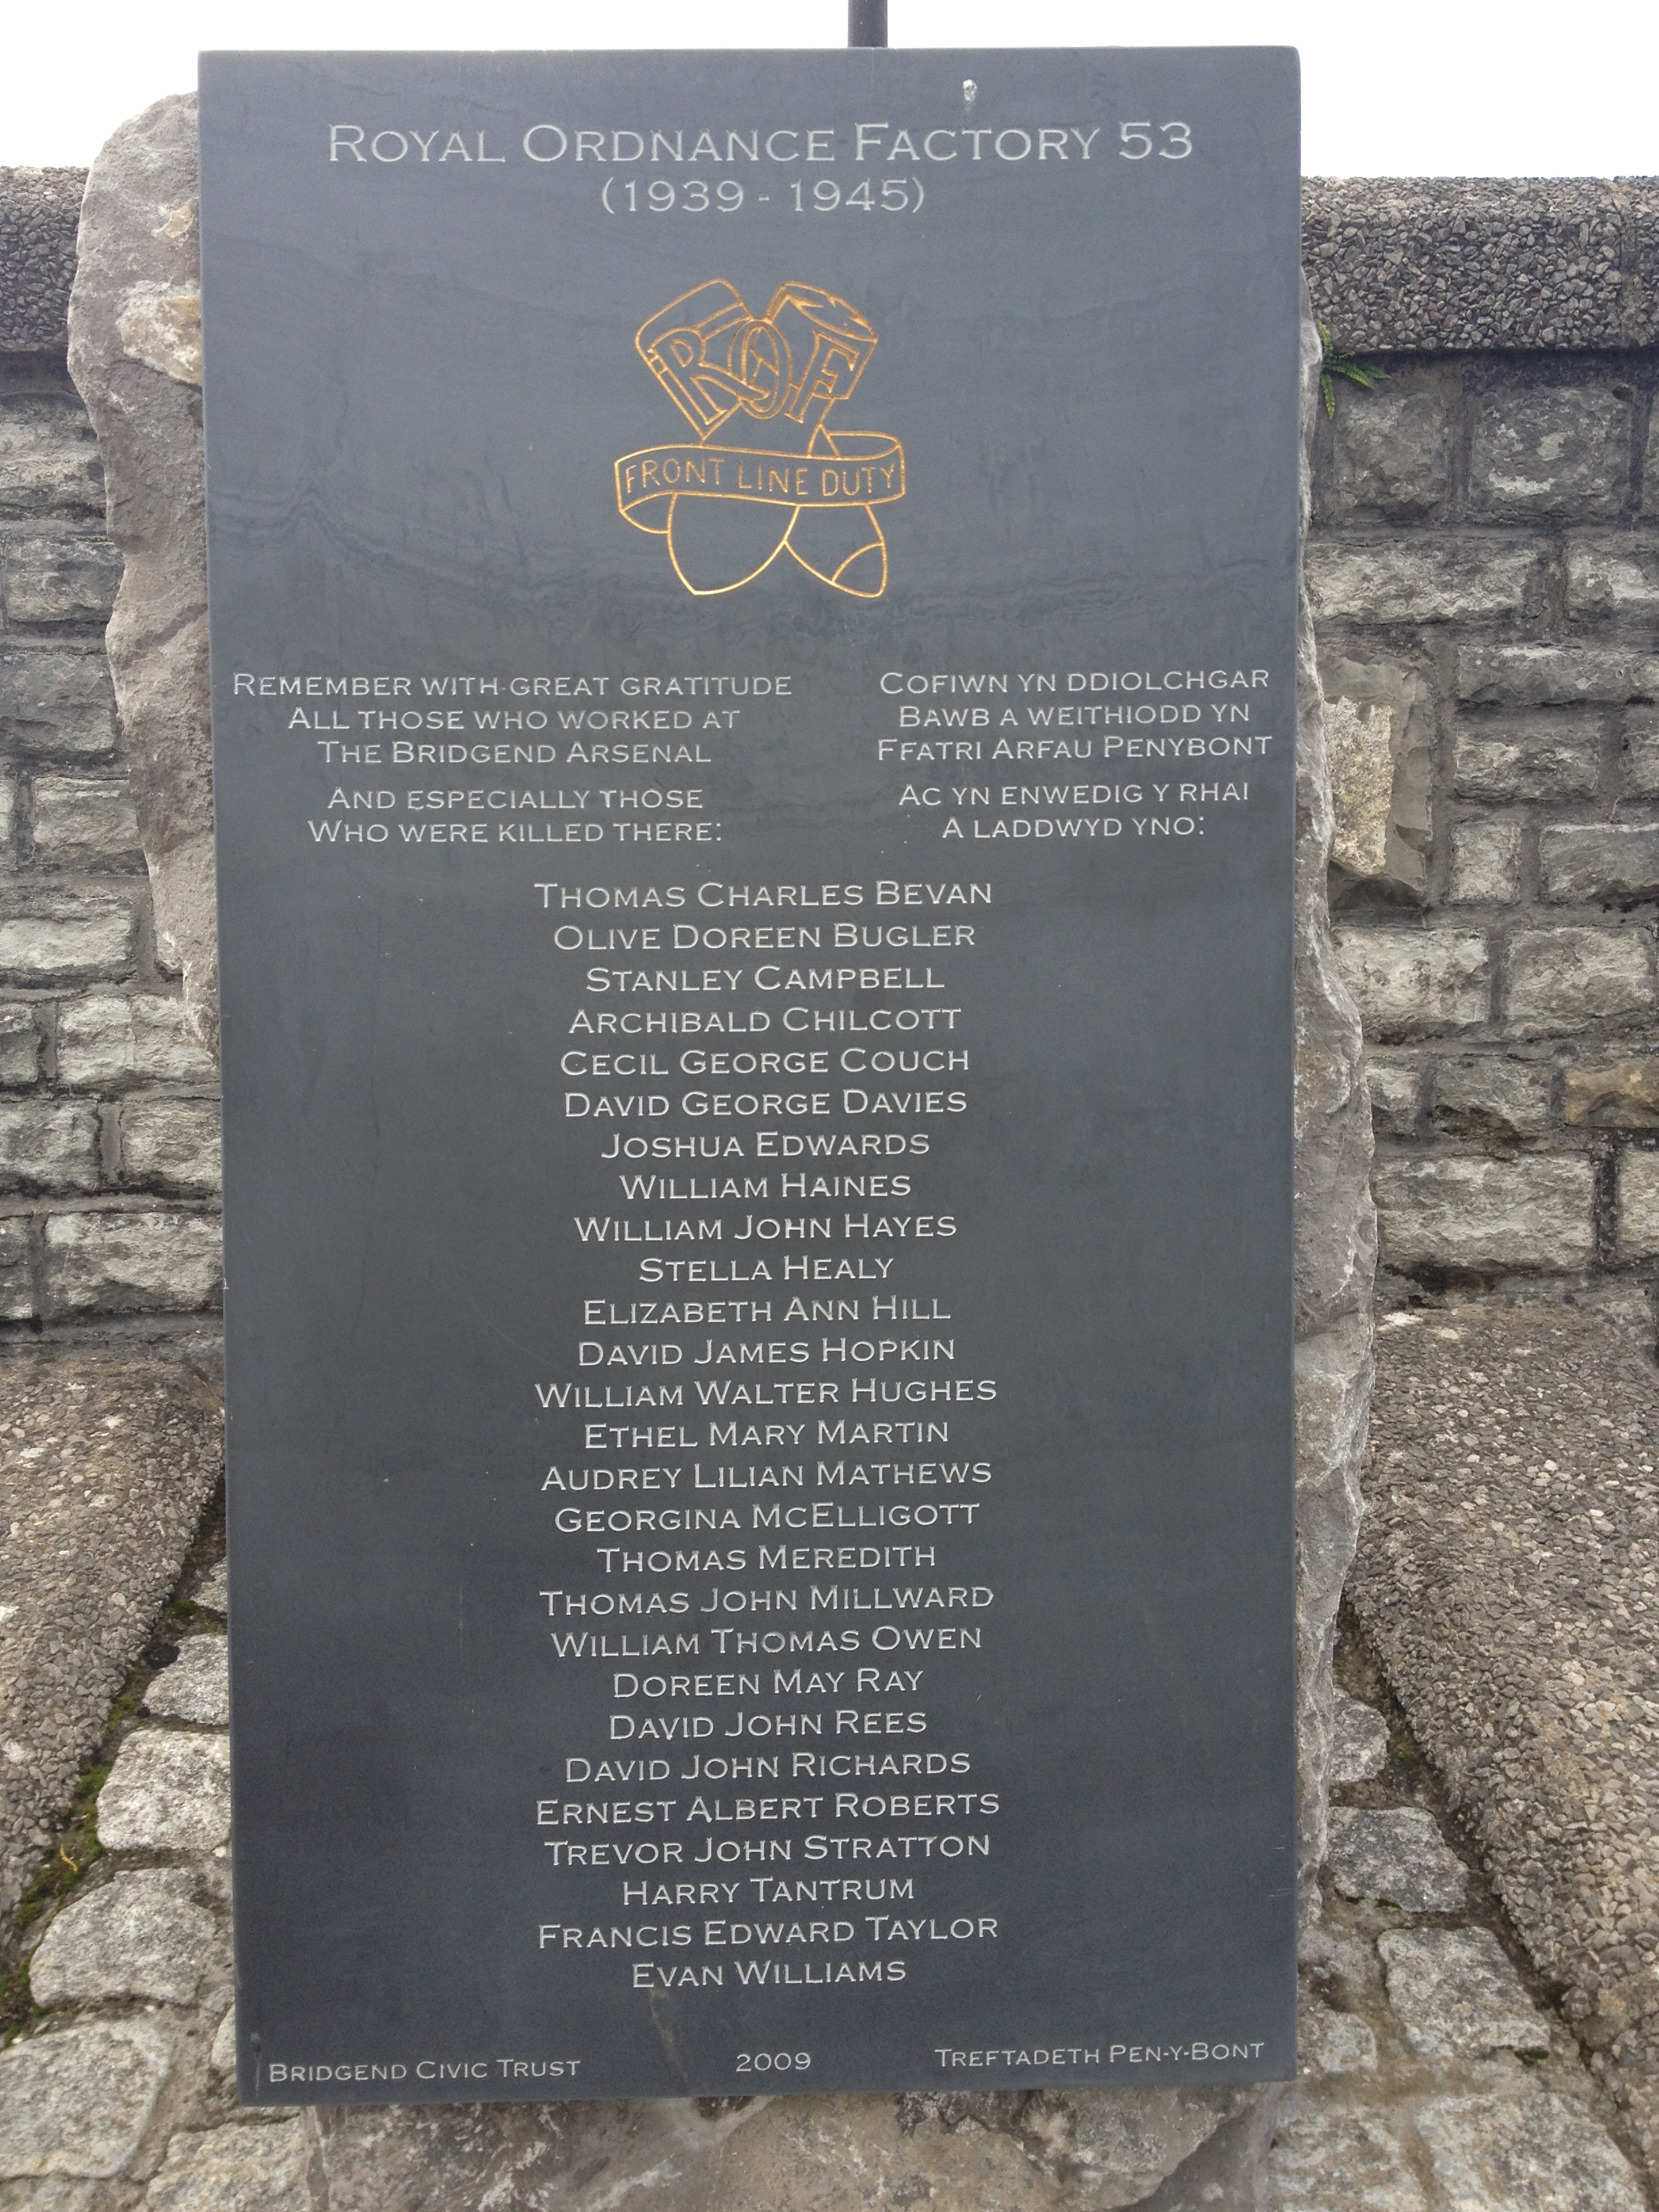 ROYAL ORDNANCE FACTORY 53
(1939 - 1945)
ROF
FRONT LINE DUTY
REMEMBER WITH GREAT GRATITUDE
ALL THOSE WHO WORKED AT
THE BRIDGEND ARSENAL
AND ESPECIALLY THOSE
WHO WERE KILLED THERE:
COFIWN YN DDIOLCHGAR
BAWB A WEITHIODD YN
FFATRI ARFAU PENYBONT
AC YN ENWEDIG Y RHAI
A LADDWYD YNO:
THOMAS CHARLES BEVAN
OLIVE DOREEN BUGLER
STANLEY CAMPBELL
ARCHIBALD CHILCOTT
CECIL GEORGE COUCH
DAVID GEORGE DAVIES
JOSHUA EDWARDS
WILLIAM HAINES
WILLIAM JOHN HAYES
STELLA HEALY
ELIZABETH ANN HILL
DAVID JAMES HOPKIN
WILLIAM WALTER HUGHES
ETHEL MARY MARTIN
AUDREY LILIAN MATHEWS
GEORGINA MCELLIGOTT
THOMAS MEREDITH
THOMAS JOHN MILLWARD
WILLIAM THOMAS OWEN
DOREEN MAY RAY
DAVID JOHN REES
DAVID JOHN RICHARDS
ERNEST ALBERT ROBERTS
TREVOR JOHN STRATTON
HARRY TANTRUM
FRANCIS EDWARD TAYLOR
EVAN WILLIAMS
BRIDGEND CIVIC TRUST
2009
TREFTADETH PEN-Y-BONT